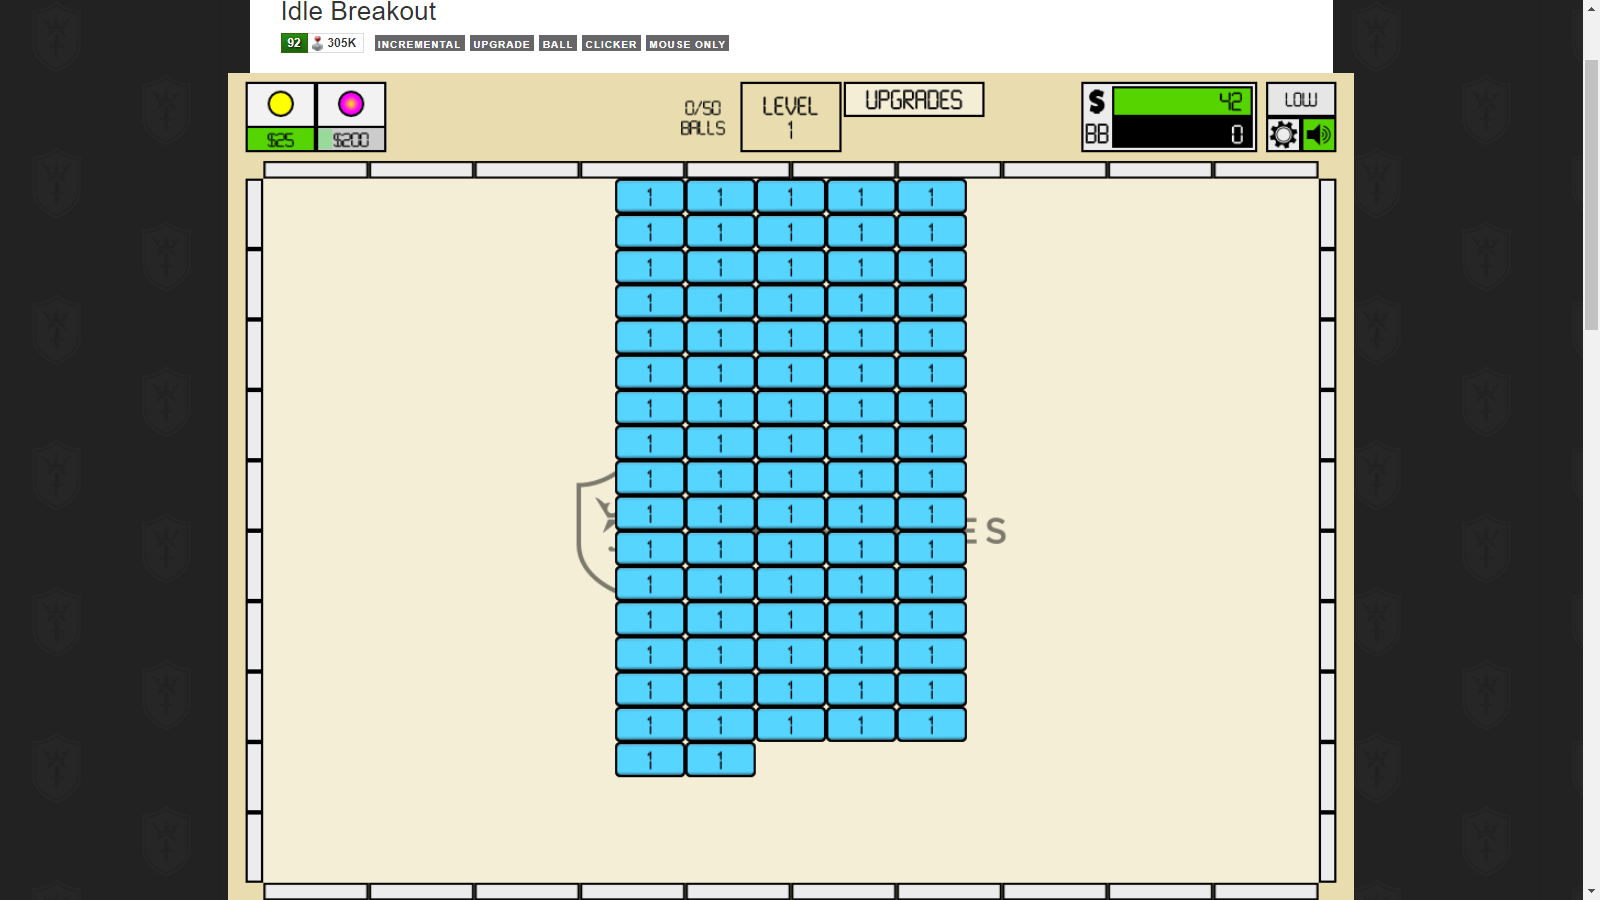 Idle Breakout
92 305K INCREMENTAL UPGRADE BALL CLICKER MOUSE ONLY
$25 $200
0/50 BALLS
LEVEL 1
UPGRADES
$ 42
BB 0
LOW
1 1 1 1 1
1 1 1 1 1
1 1 1 1 1
1 1 1 1 1
1 1 1 1 1
1 1 1 1 1
1 1 1 1 1
1 1 1 1 1
1 1 1 1 1
1 1 1 1 1
ES
1 1 1 1 1
1 1 1 1 1
1 1 1 1 1
1 1 1 1 1
1 1 1 1 1
1 1 1 1 1
1 1